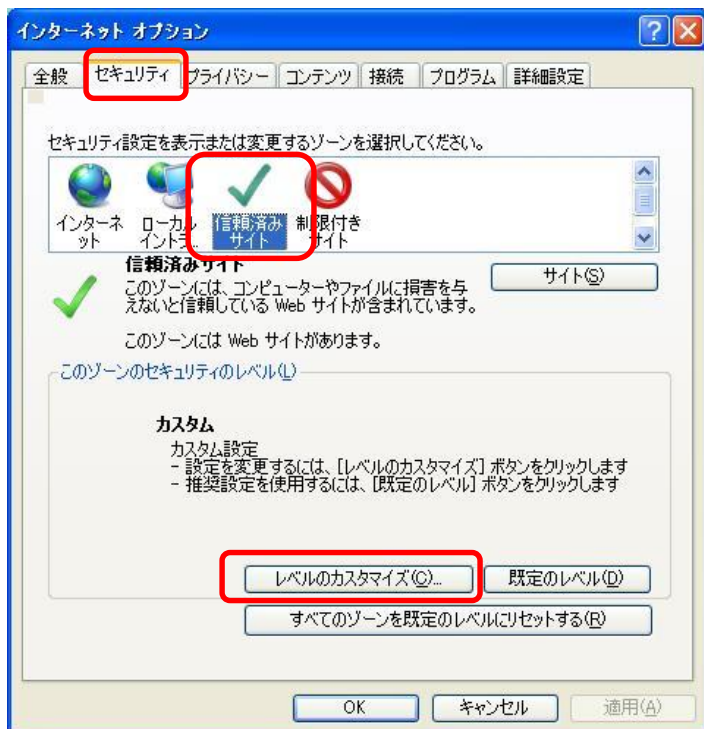 インターネット オプション
全般 セキュリティ プライバシー コンテンツ 接続 プログラム 詳細設定
セキュリティ設定を表示または変更するゾーンを選択してください。
インターネ
ット
ローカル
イントラ...
信頼済み
サイト
制限付き
サイト
信頼済みサイト
サイト(S)
このゾーンには、コンピューターやファイルに損害を与
えないと信頼している Web サイトが含まれています。
このゾーンには Web サイトがあります。
このゾーンのセキュリティのレベル(L)
カスタム
カスタム設定
- 設定を変更するには、[レベルのカスタマイズ] ボタンをクリックします
- 推奨設定を使用するには、[既定のレベル] ボタンをクリックします
レベルのカスタマイズ(C)... 既定のレベル(D)
すべてのゾーンを既定のレベルにリセットする(R)
OK キャンセル 適用(A)